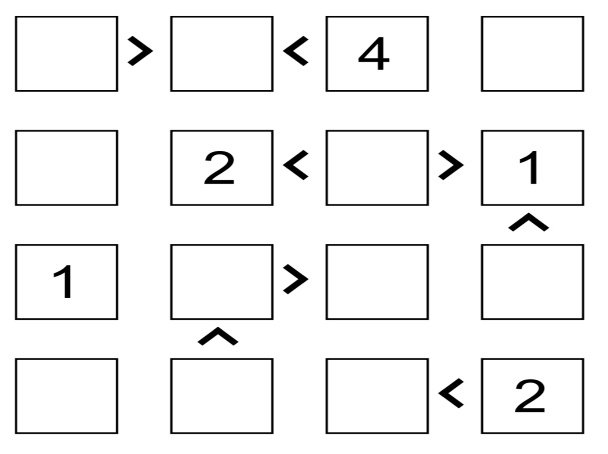 > < 4
2 < > 1
^
1 >
^
< 2